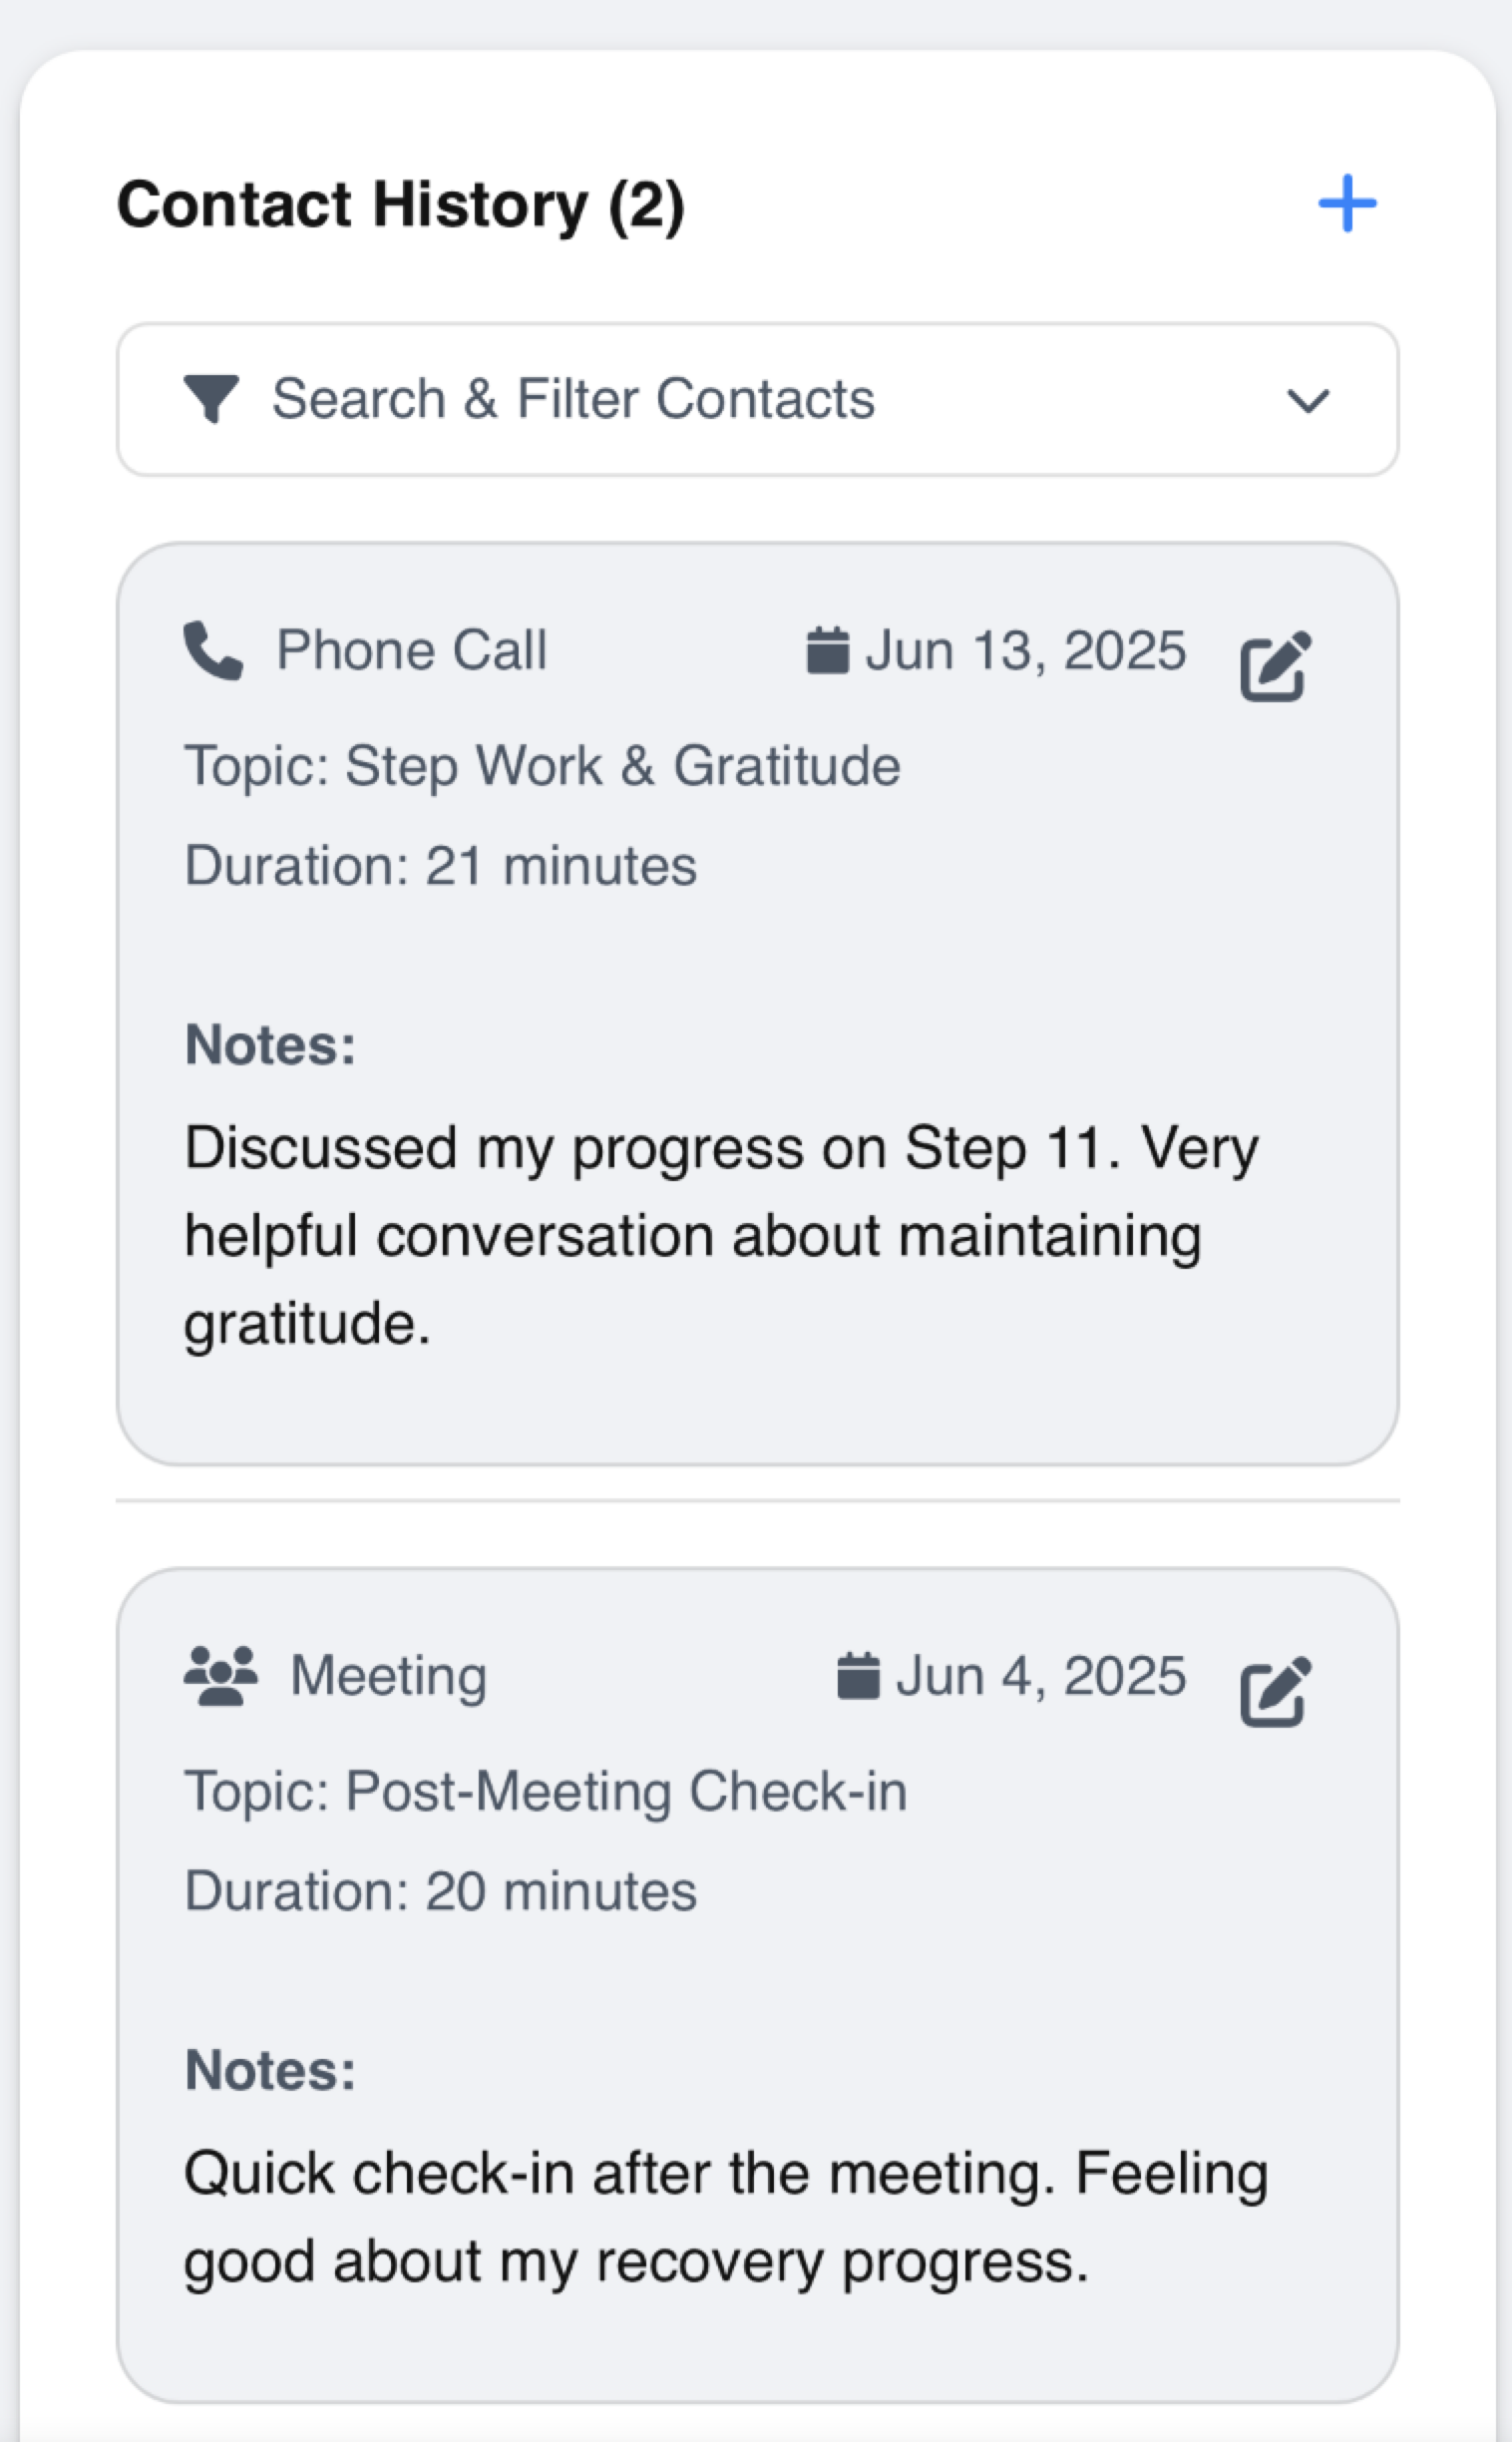 Contact History (2)
Search & Filter Contacts
Phone Call Jun 13, 2025
Topic: Step Work & Gratitude
Duration: 21 minutes
Notes:
Discussed my progress on Step 11. Very
helpful conversation about maintaining
gratitude.
Meeting Jun 4, 2025
Topic: Post-Meeting Check-in
Duration: 20 minutes
Notes:
Quick check-in after the meeting. Feeling
good about my recovery progress.